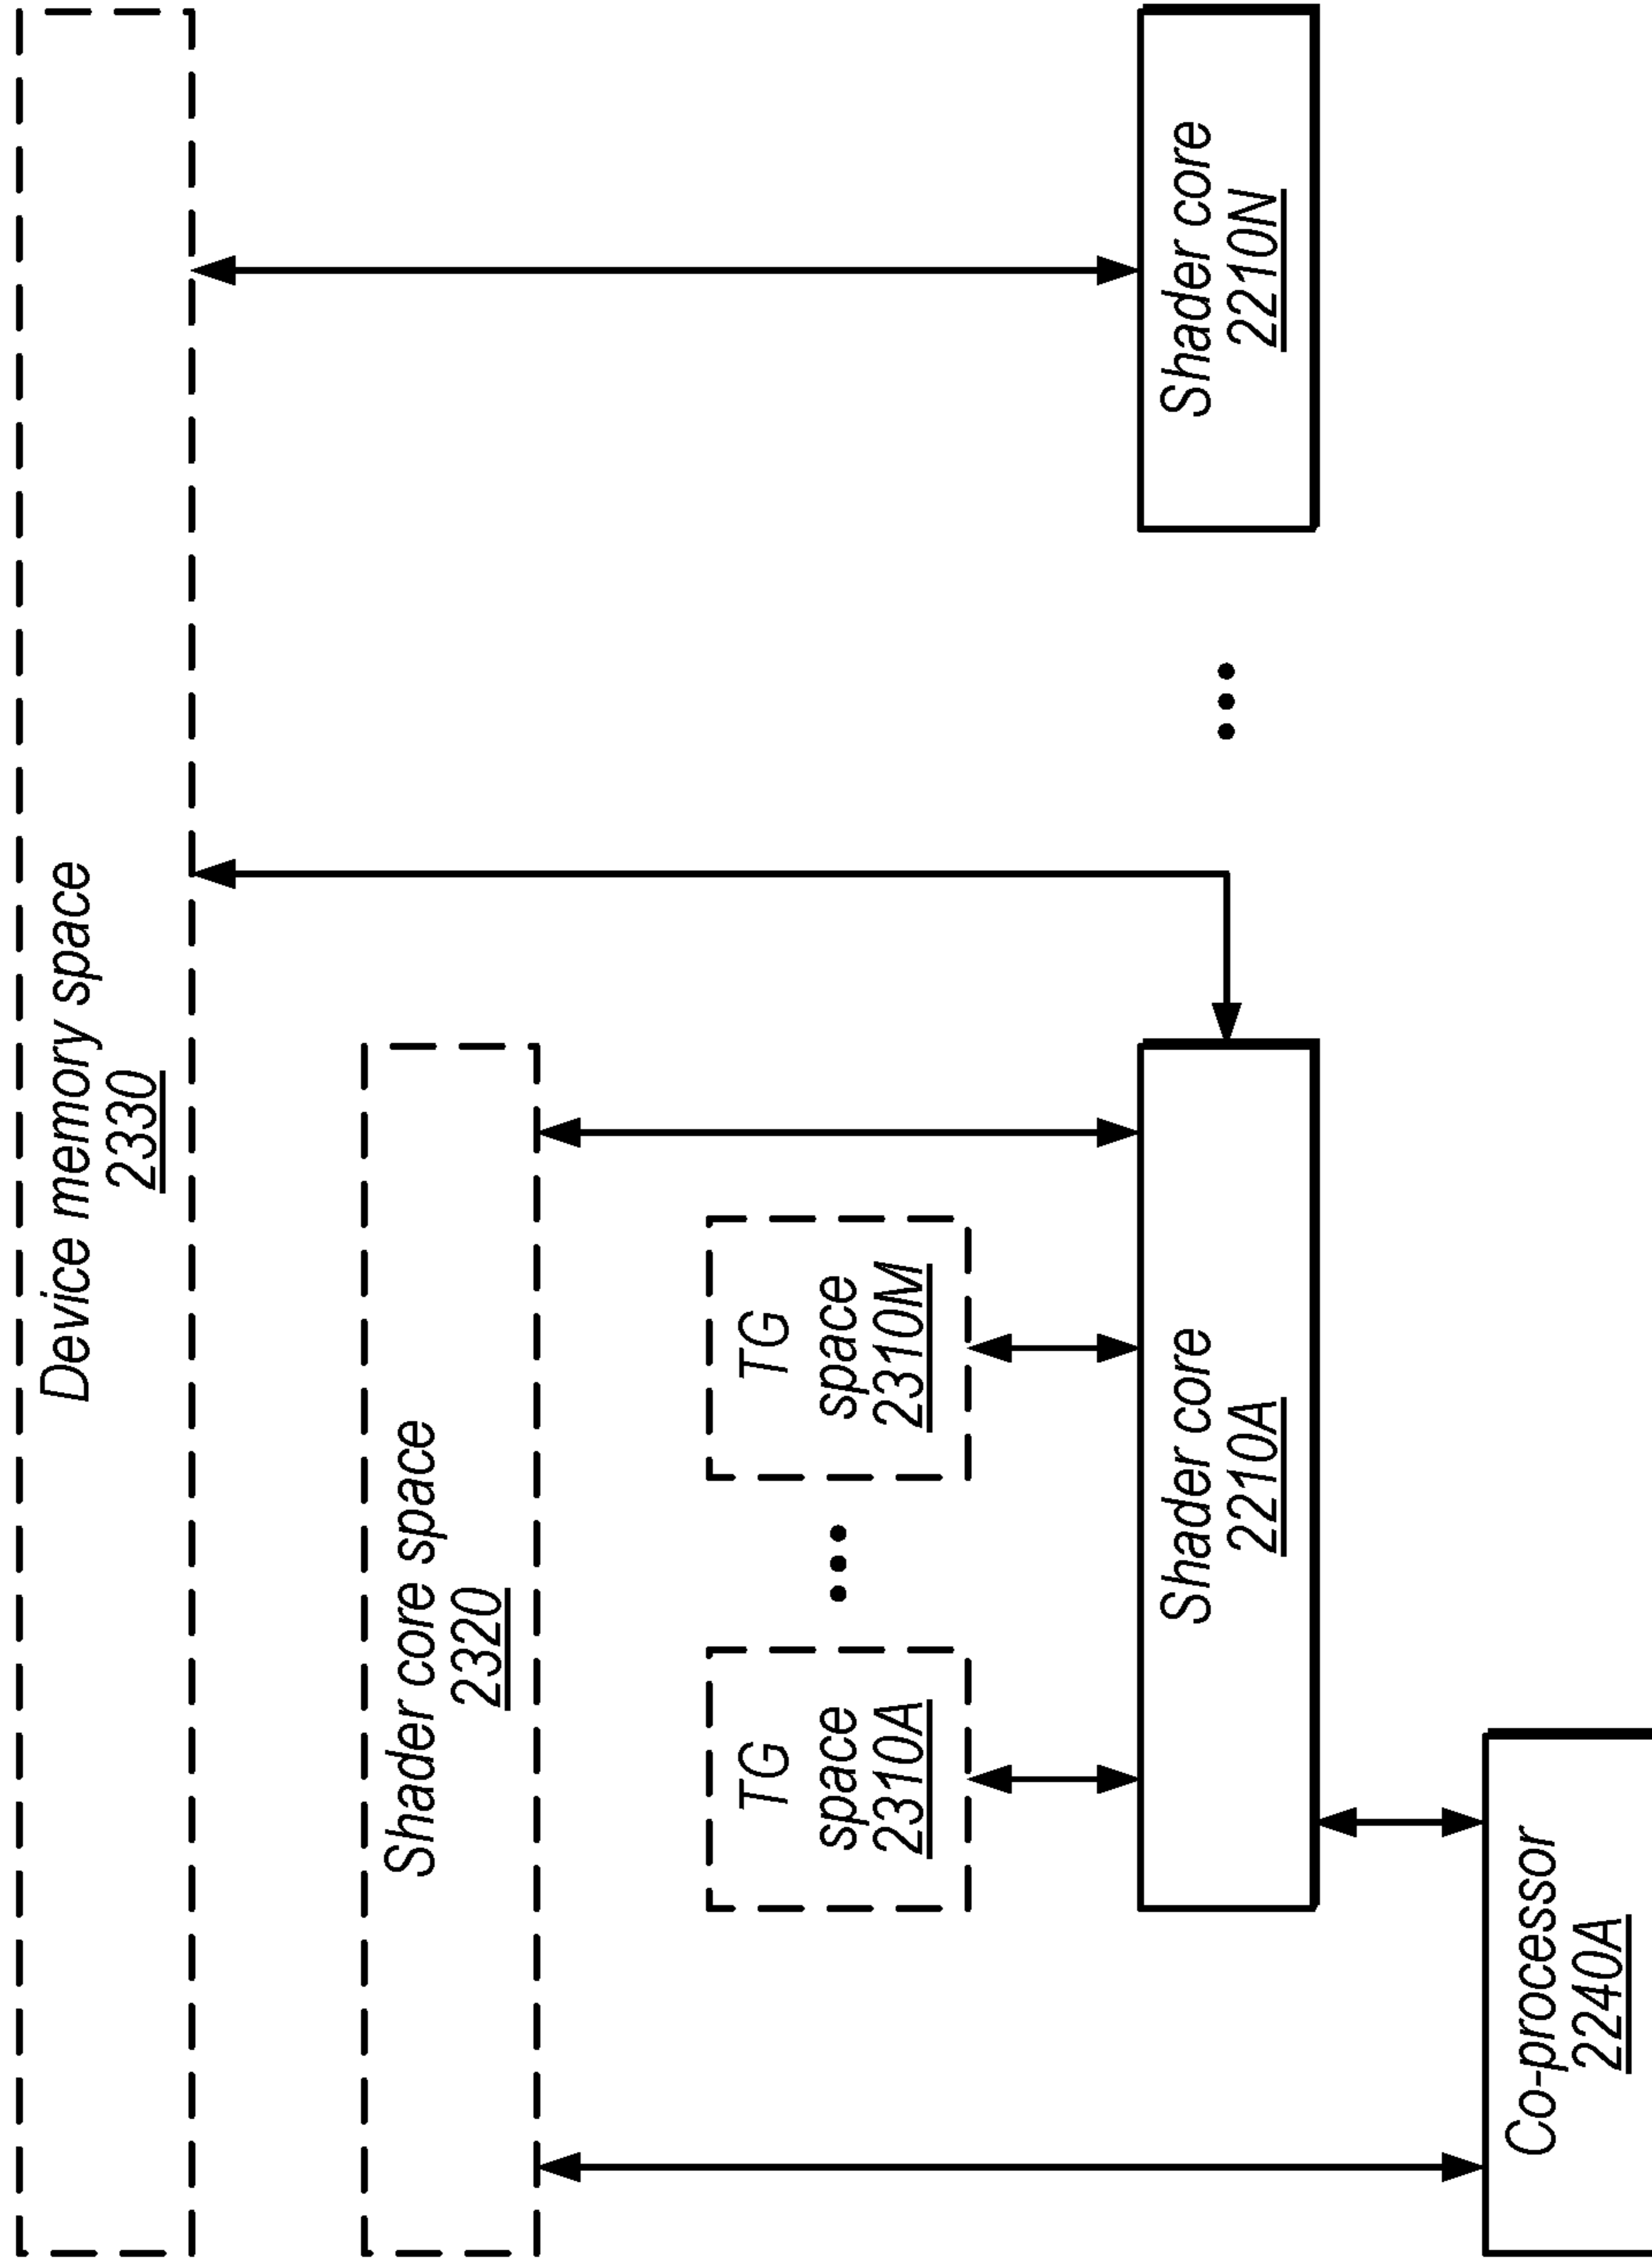 Device memory space
2330
Shader core space
2320
TG
space
2310A
TG
space
2310M
Shader core
2210A
Shader core
2210N
Co-processor
2240A